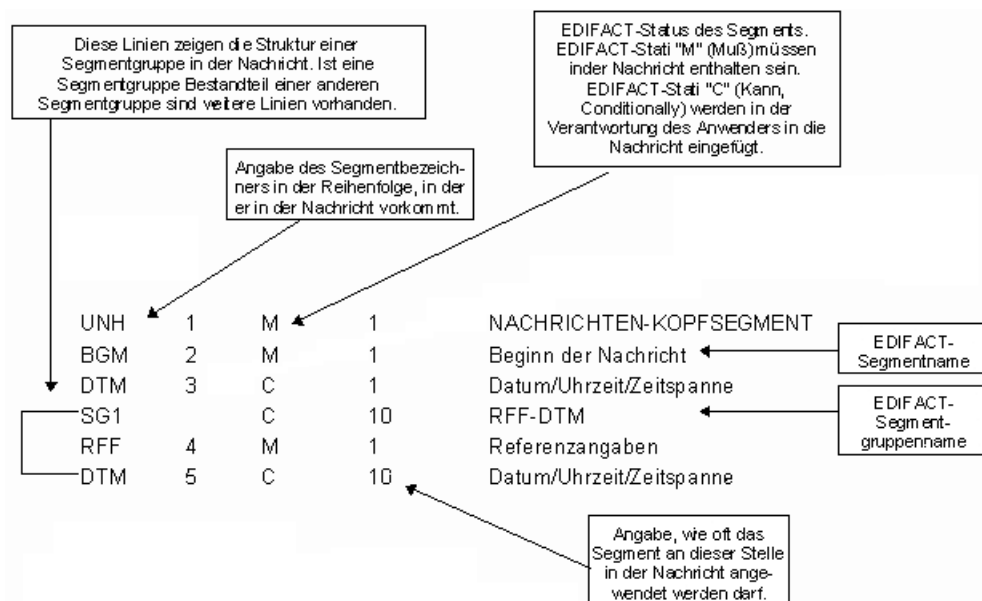 Diese Linien zeigen die Struktur einer
Segmentgruppe in der Nachricht. Ist eine
Segmentgruppe Bestandteil einer anderen
Segmentgruppe sind weitere Linien vorhanden.
EDIFACT-Status des Segments.
EDIFACT-Stati "M" (Muß) müssen
inder Nachricht enthalten sein.
EDIFACT-Stati "C" (Kann,
Conditionally) werden in der
Verantwortung des Anwenders in die
Nachricht eingefügt.
Angabe des Segmentbezeich-
ners in der Reihenfolge, in der
er in der Nachricht vorkommt.
UNH 1 M 1 NACHRICHTEN-KOPFSEGMENT
BGM 2 M 1 Beginn der Nachricht
DTM 3 C 1 Datum/Uhrzeit/Zeitspanne
SG1 C 10 RFF-DTM
RFF 4 M 1 Referenzangaben
DTM 5 C 10 Datum/Uhrzeit/Zeitspanne
EDIFACT-
Segmentname
EDIFACT-
Segment-
gruppenname
Angabe, wie oft das
Segment an dieser Stelle
in der Nachricht ange-
wendet werden darf.